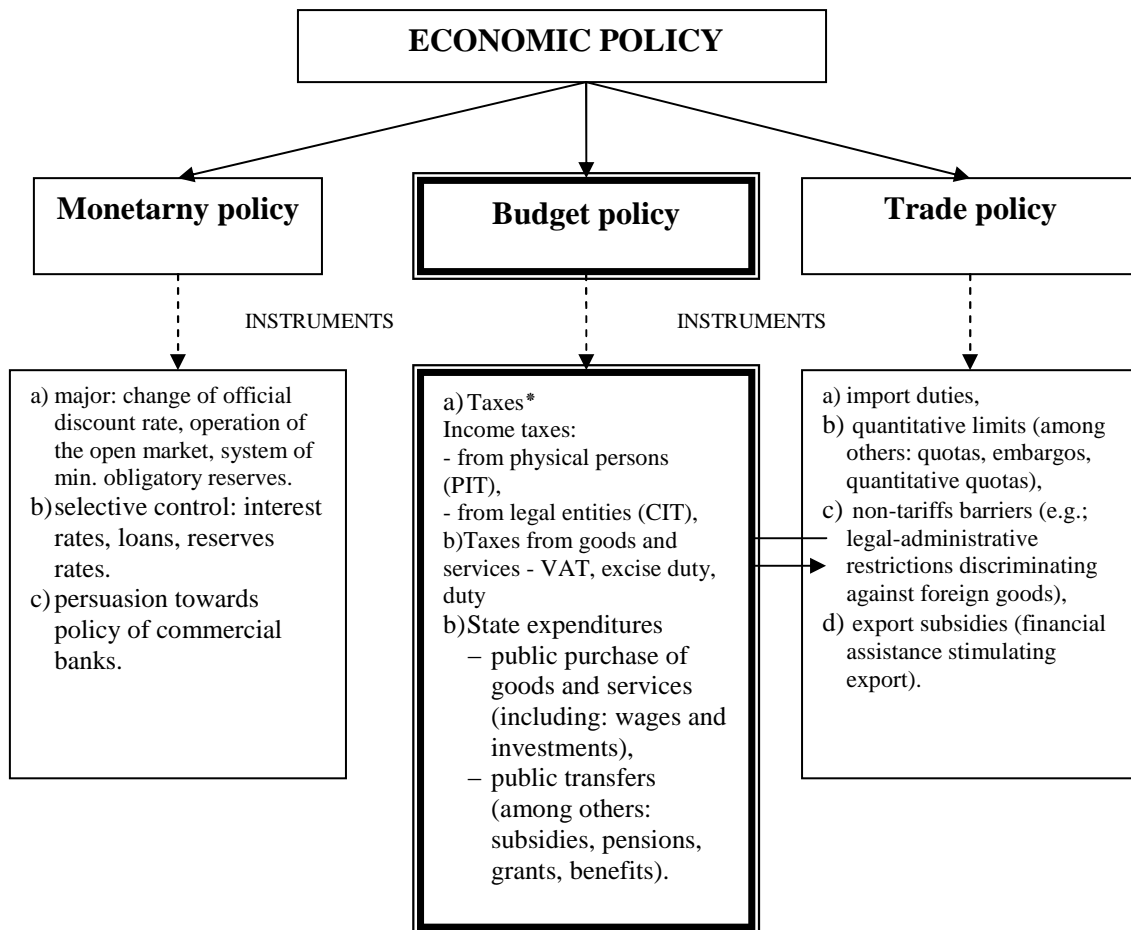 ECONOMIC POLICY
Monetarny policy
Budget policy
Trade policy
INSTRUMENTS
INSTRUMENTS
a) major: change of official
discount rate, operation of
the open market, system of
min. obligatory reserves.
b) selective control: interest
rates, loans, reserves
rates.
c) persuasion towards
policy of commercial
banks.
a) Taxes*
Income taxes:
- from physical persons
(PIT),
- from legal entities (CIT),
b)Taxes from goods and
services - VAT, excise duty,
duty
b)State expenditures
– public purchase of
goods and services
(including: wages and
investments),
– public transfers
(among others:
subsidies, pensions,
grants, benefits).
a) import duties,
b) quantitative limits (among
others: quotas, embargos,
quantitative quotas),
c) non-tariffs barriers (e.g.;
legal-administrative
restrictions discriminating
against foreign goods),
d) export subsidies (financial
assistance stimulating
export).